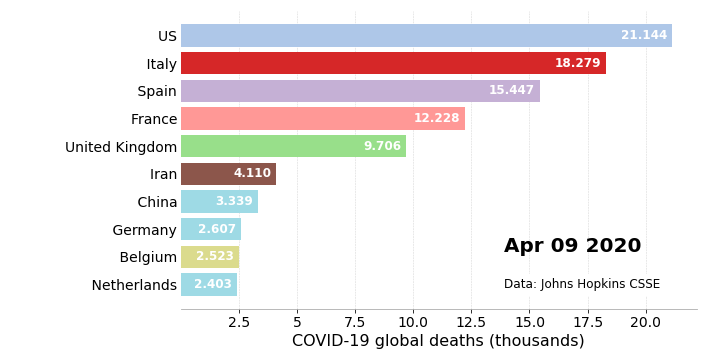 US 21.144
Italy 18.279
Spain 15.447
France 12.228
United Kingdom 9.706
Iran 4.110
China 3.339
Germany 2.607
Belgium 2.523
Netherlands 2.403
Apr 09 2020
Data: Johns Hopkins CSSE
2.5 5 7.5 10.0 12.5 15.0 17.5 20.0
COVID-19 global deaths (thousands)